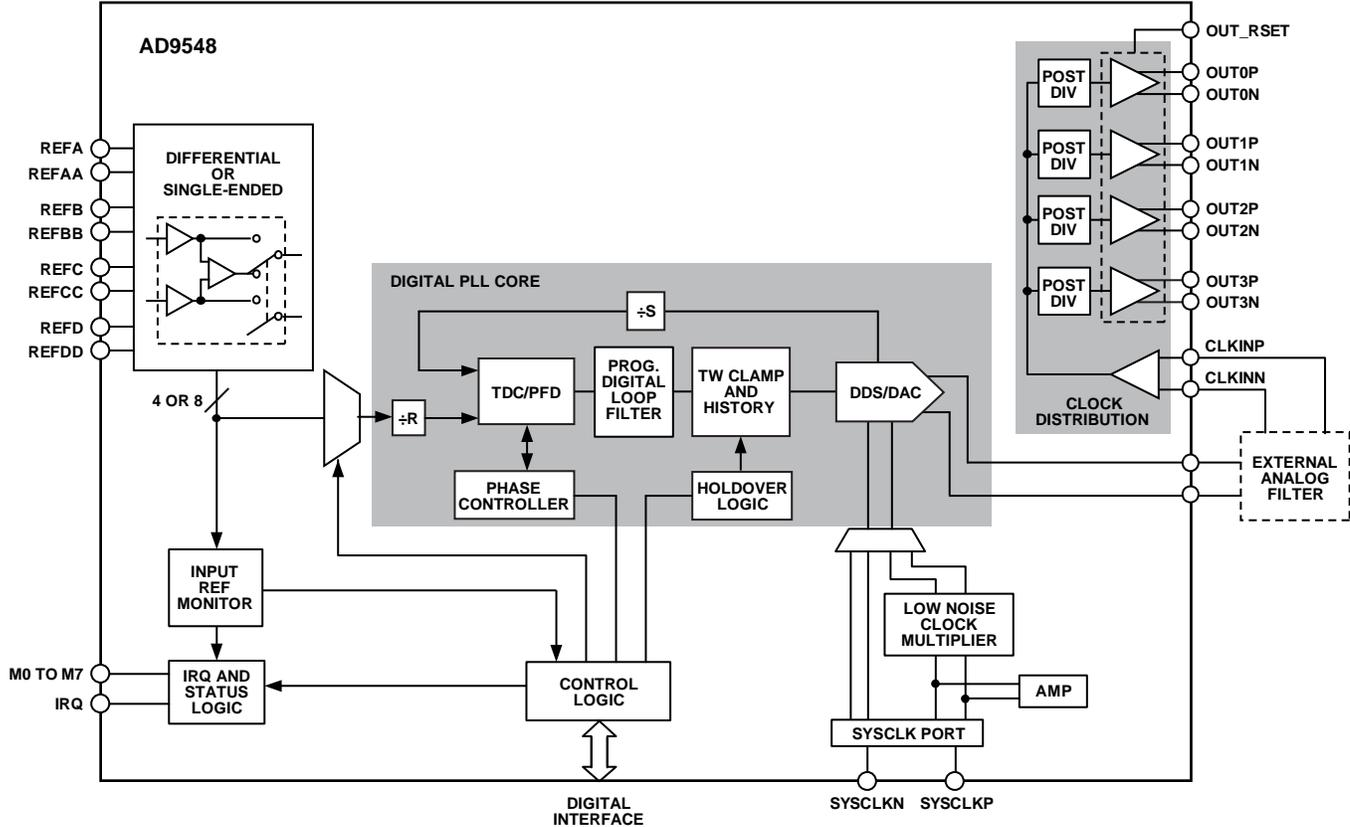 AD9548
OUT_RSET
POST
DIV
OUT0P
OUT0N
POST
DIV
OUT1P
OUT1N
POST
DIV
OUT2P
OUT2N
POST
DIV
OUT3P
OUT3N
CLKINP
CLKINN
CLOCK
DISTRIBUTION
EXTERNAL
ANALOG
FILTER
REFA
REFAA
REFB
REFBB
REFC
REFCC
REFD
REFDD
DIFFERENTIAL
OR
SINGLE-ENDED
4 OR 8
DIGITAL PLL CORE
÷S
÷R
TDC/PFD
PROG.
DIGITAL
LOOP
FILTER
TW CLAMP
AND
HISTORY
DDS/DAC
PHASE
CONTROLLER
HOLDOVER
LOGIC
INPUT
REF
MONITOR
LOW NOISE
CLOCK
MULTIPLIER
M0 TO M7
IRQ
IRQ AND
STATUS
LOGIC
CONTROL
LOGIC
AMP
SYSCLK PORT
SYSCLKN
SYSCLKP
DIGITAL
INTERFACE